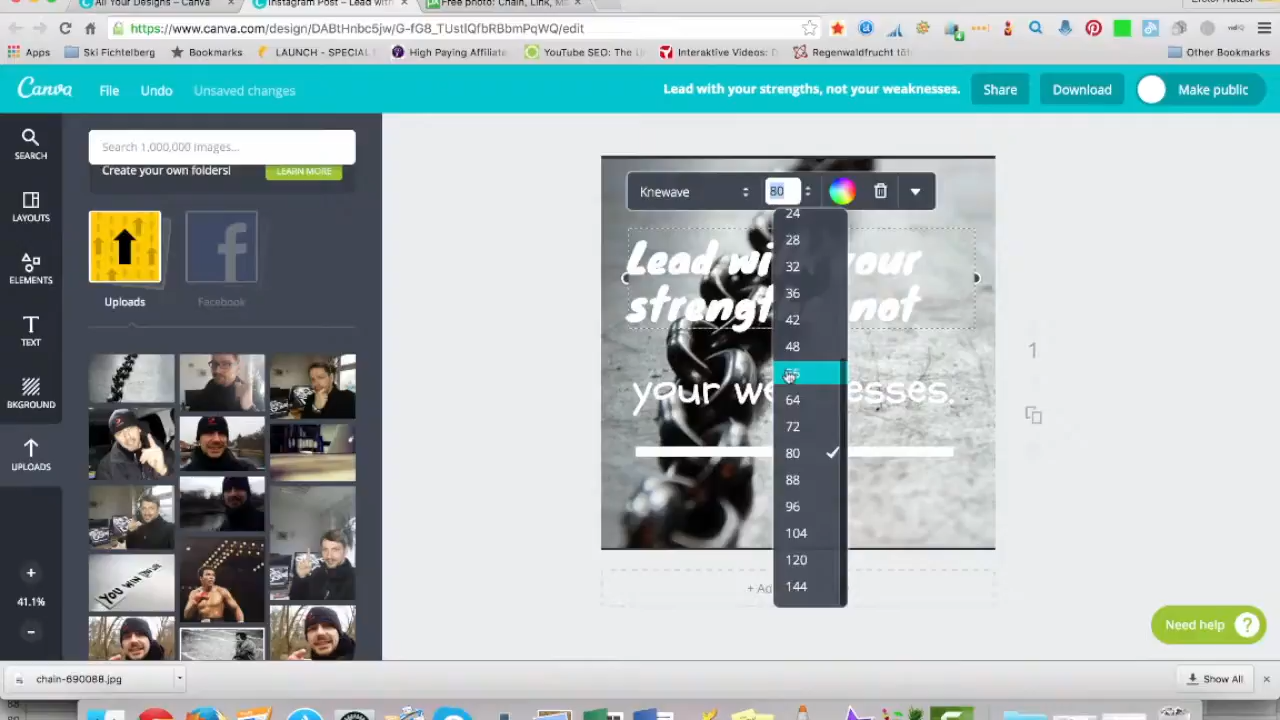 All Your Designs – Canva
Instagram Post – Lead with
Free photo: Chain, Link, M
https://www.canva.com/design/DABtHnbc5jw/G-fG8_TUstIQfbRBbmPqWQ/edit
Apps
Ski Fichtelberg
Bookmarks
LAUNCH - SPECIAL
High Paying Affiliate
YouTube SEO: The
Interaktive Videos:
Regenwaldfrucht
Other Bookmarks
Canva
File
Undo
Unsaved changes
Lead with your strengths, not your weaknesses.
Share
Download
Make public
SEARCH
LAYOUTS
ELEMENTS
TEXT
BKGROUND
UPLOADS
41.1%
Search 1,000,000 images...
Create your own folders!
LEARN MORE
Uploads
Facebook
Knewave
80
24
28
32
36
42
48
64
72
80
88
96
104
120
144
Lead your
not
your
1
+
Need help ?
chain-690088.jpg
Show All